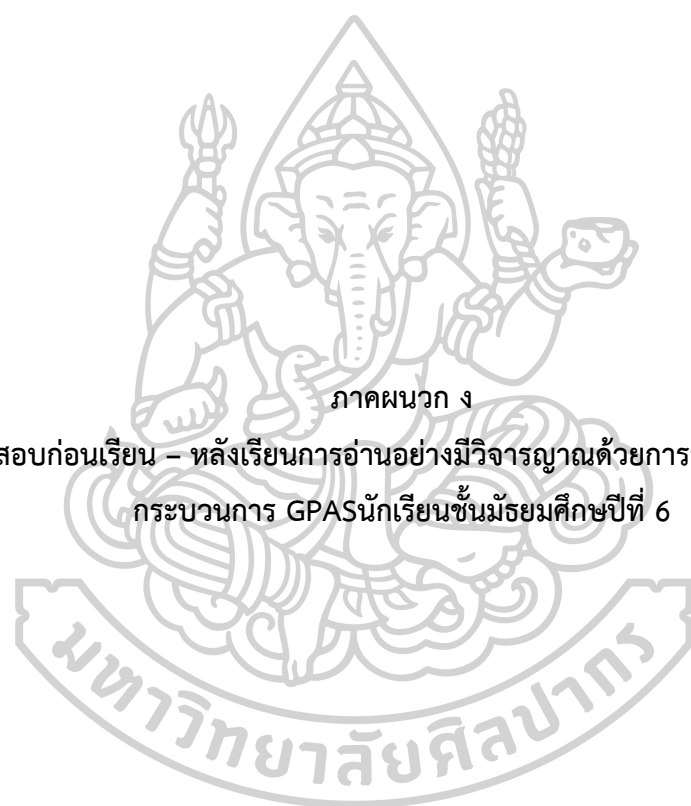 ภาคผนวก ง
สอบก่อนเรียน – หลังเรียนการอ่านอย่างมีวิจารญาณด้วยการ
กระบวนการ GPASนักเรียนชั้นมัธยมศึกษปีที่ 6
มหาวิทยาลัยศิลปากร